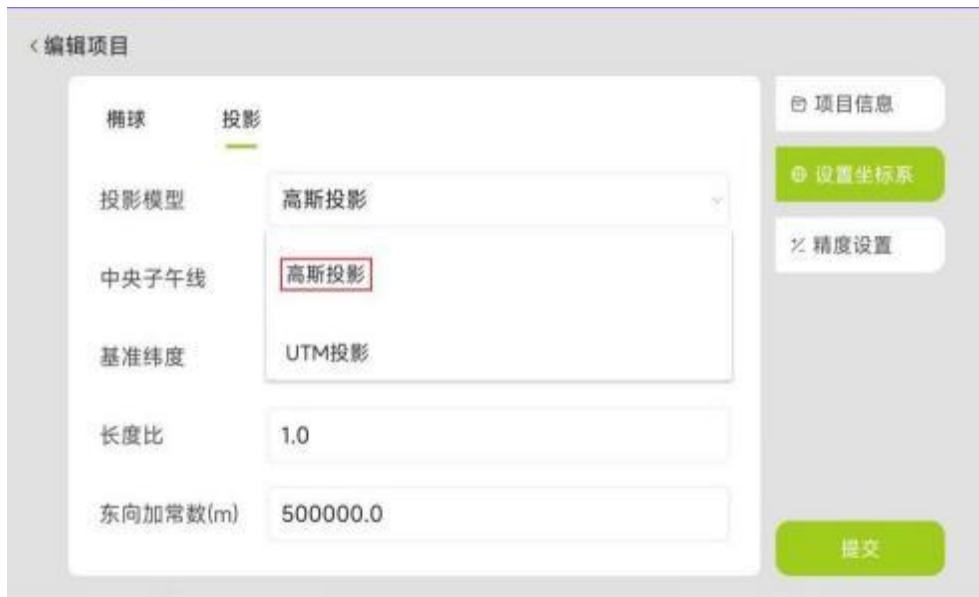 编辑项目
椭球 投影
投影模型 高斯投影
中央子午线 高斯投影
基准纬度 UTM投影
长度比 1.0
东向加常数(m) 500000.0
项目信息
设置坐标系
精度设置
提交